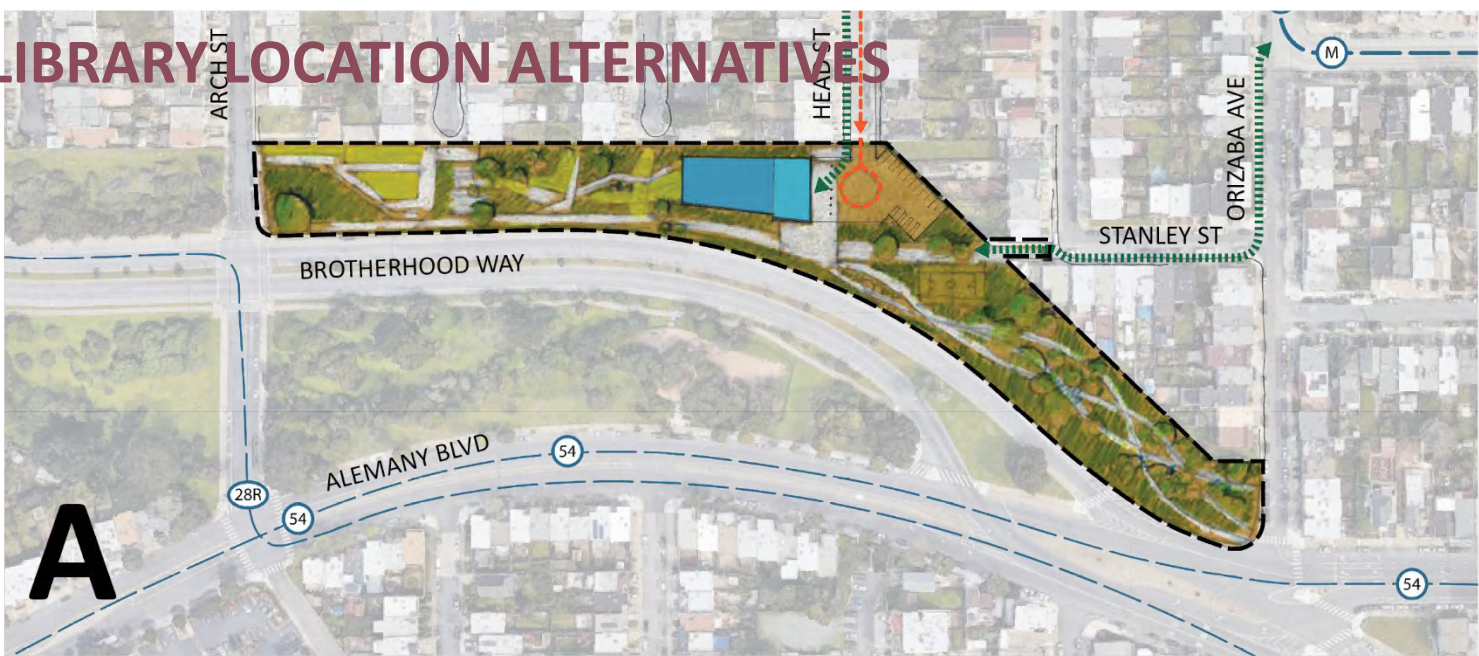 LIBRARY LOCATION ALTERNATIVES
ARCH ST
HEAD ST
M
ORIZABA AVE
STANLEY ST
BROTHERHOOD WAY
ALEMANY BLVD
54
28R
54
54
A